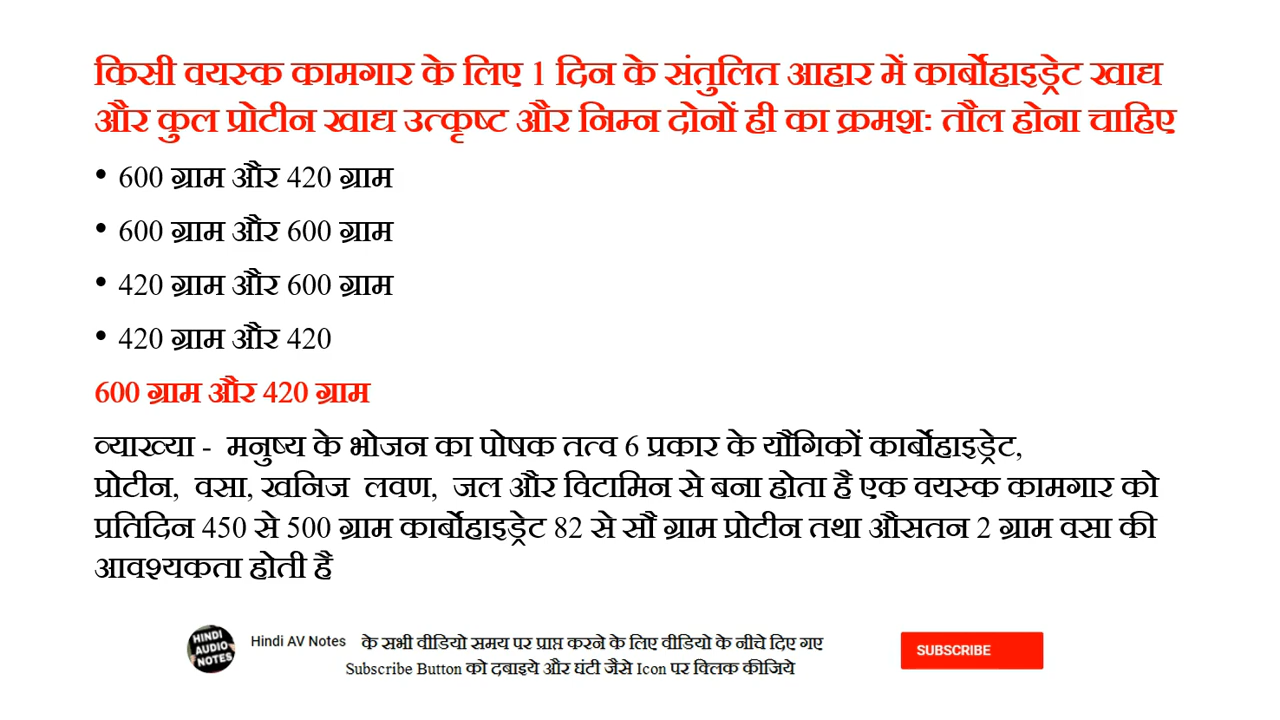 किसी वयस्क कामगार के लिए 1 दिन के संतुलित आहार में कार्बोहाइड्रेट खाद्य
और कुल प्रोटीन खाद्य उत्कृष्ट और निम्न दोनों ही का क्रमशः तौल होना चाहिए
• 600 ग्राम और 420 ग्राम
• 600 ग्राम और 600 ग्राम
• 420 ग्राम और 600 ग्राम
• 420 ग्राम और 420
600 ग्राम और 420 ग्राम
व्याख्या - मनुष्य के भोजन का पोषक तत्व 6 प्रकार के यौगिकों कार्बोहाइड्रेट,
प्रोटीन, वसा, खनिज लवण, जल और विटामिन से बना होता है एक वयस्क कामगार को
प्रतिदिन 450 से 500 ग्राम कार्बोहाइड्रेट 82 से सौ ग्राम प्रोटीन तथा औसतन 2 ग्राम वसा की
आवश्यकता होती है
HINDI
AUDIO
NOTES
Hindi AV Notes के सभी वीडियो समय पर प्राप्त करने के लिए वीडियो के नीचे दिए गए
Subscribe Button को दबाइये और घंटी जैसे Icon पर क्लिक कीजिये
SUBSCRIBE